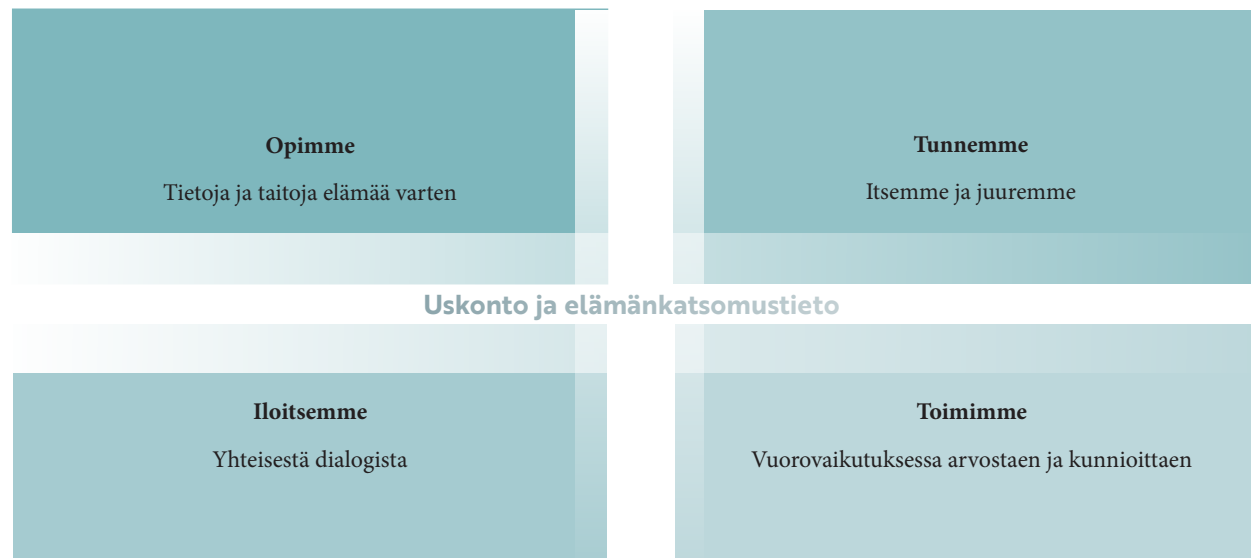 Opimme
Tietoja ja taitoja elämää varten
Tunnemme
Itsemme ja juuremme
Uskonto ja elämänkatsomustieto
Iloitsemme
Yhteisestä dialogista
Toimimme
Vuorovaikutuksessa arvostaen ja kunnioittaen